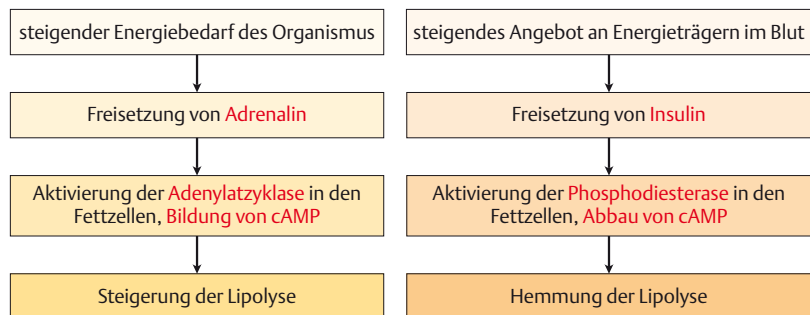 steigender Energiebedarf des Organismus
Freisetzung von Adrenalin
Aktivierung der Adenylatzyklase in den
Fettzellen, Bildung von cAMP
Steigerung der Lipolyse
steigendes Angebot an Energieträgern im Blut
Freisetzung von Insulin
Aktivierung der Phosphodiesterase in den
Fettzellen, Abbau von cAMP
Hemmung der Lipolyse